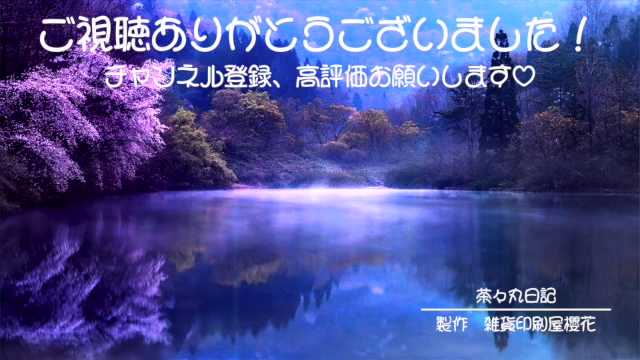 ご視聴ありがとうございました！
チャンネル登録、高評価お願いします♡
茶々丸日記
製作　雑貨印刷屋櫻花